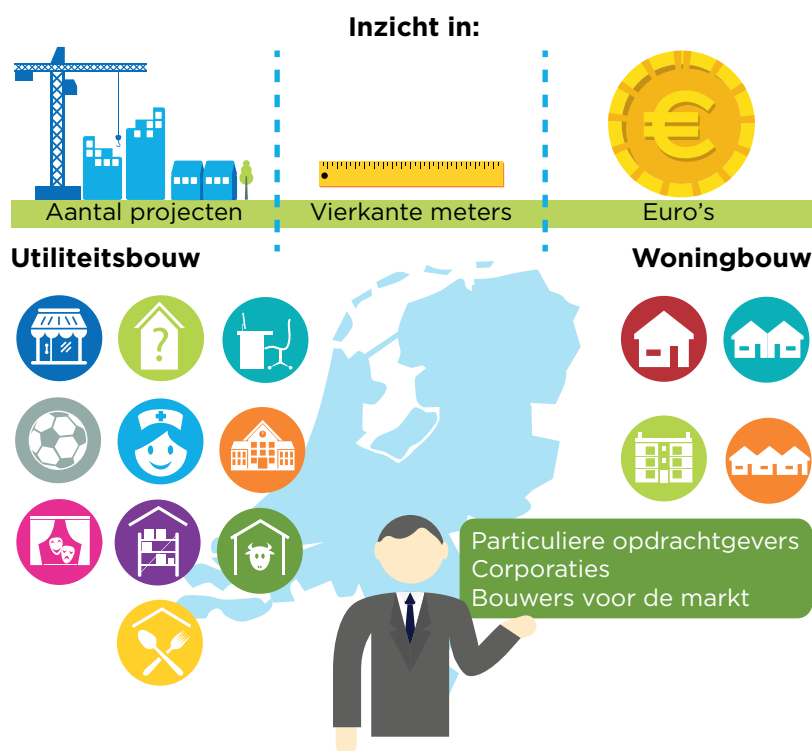 Inzicht in:
€
Aantal projecten
Vierkante meters
Euro's
Utiliteitsbouw
Woningbouw
?
Particuliere opdrachtgevers
Corporaties
Bouwers voor de markt